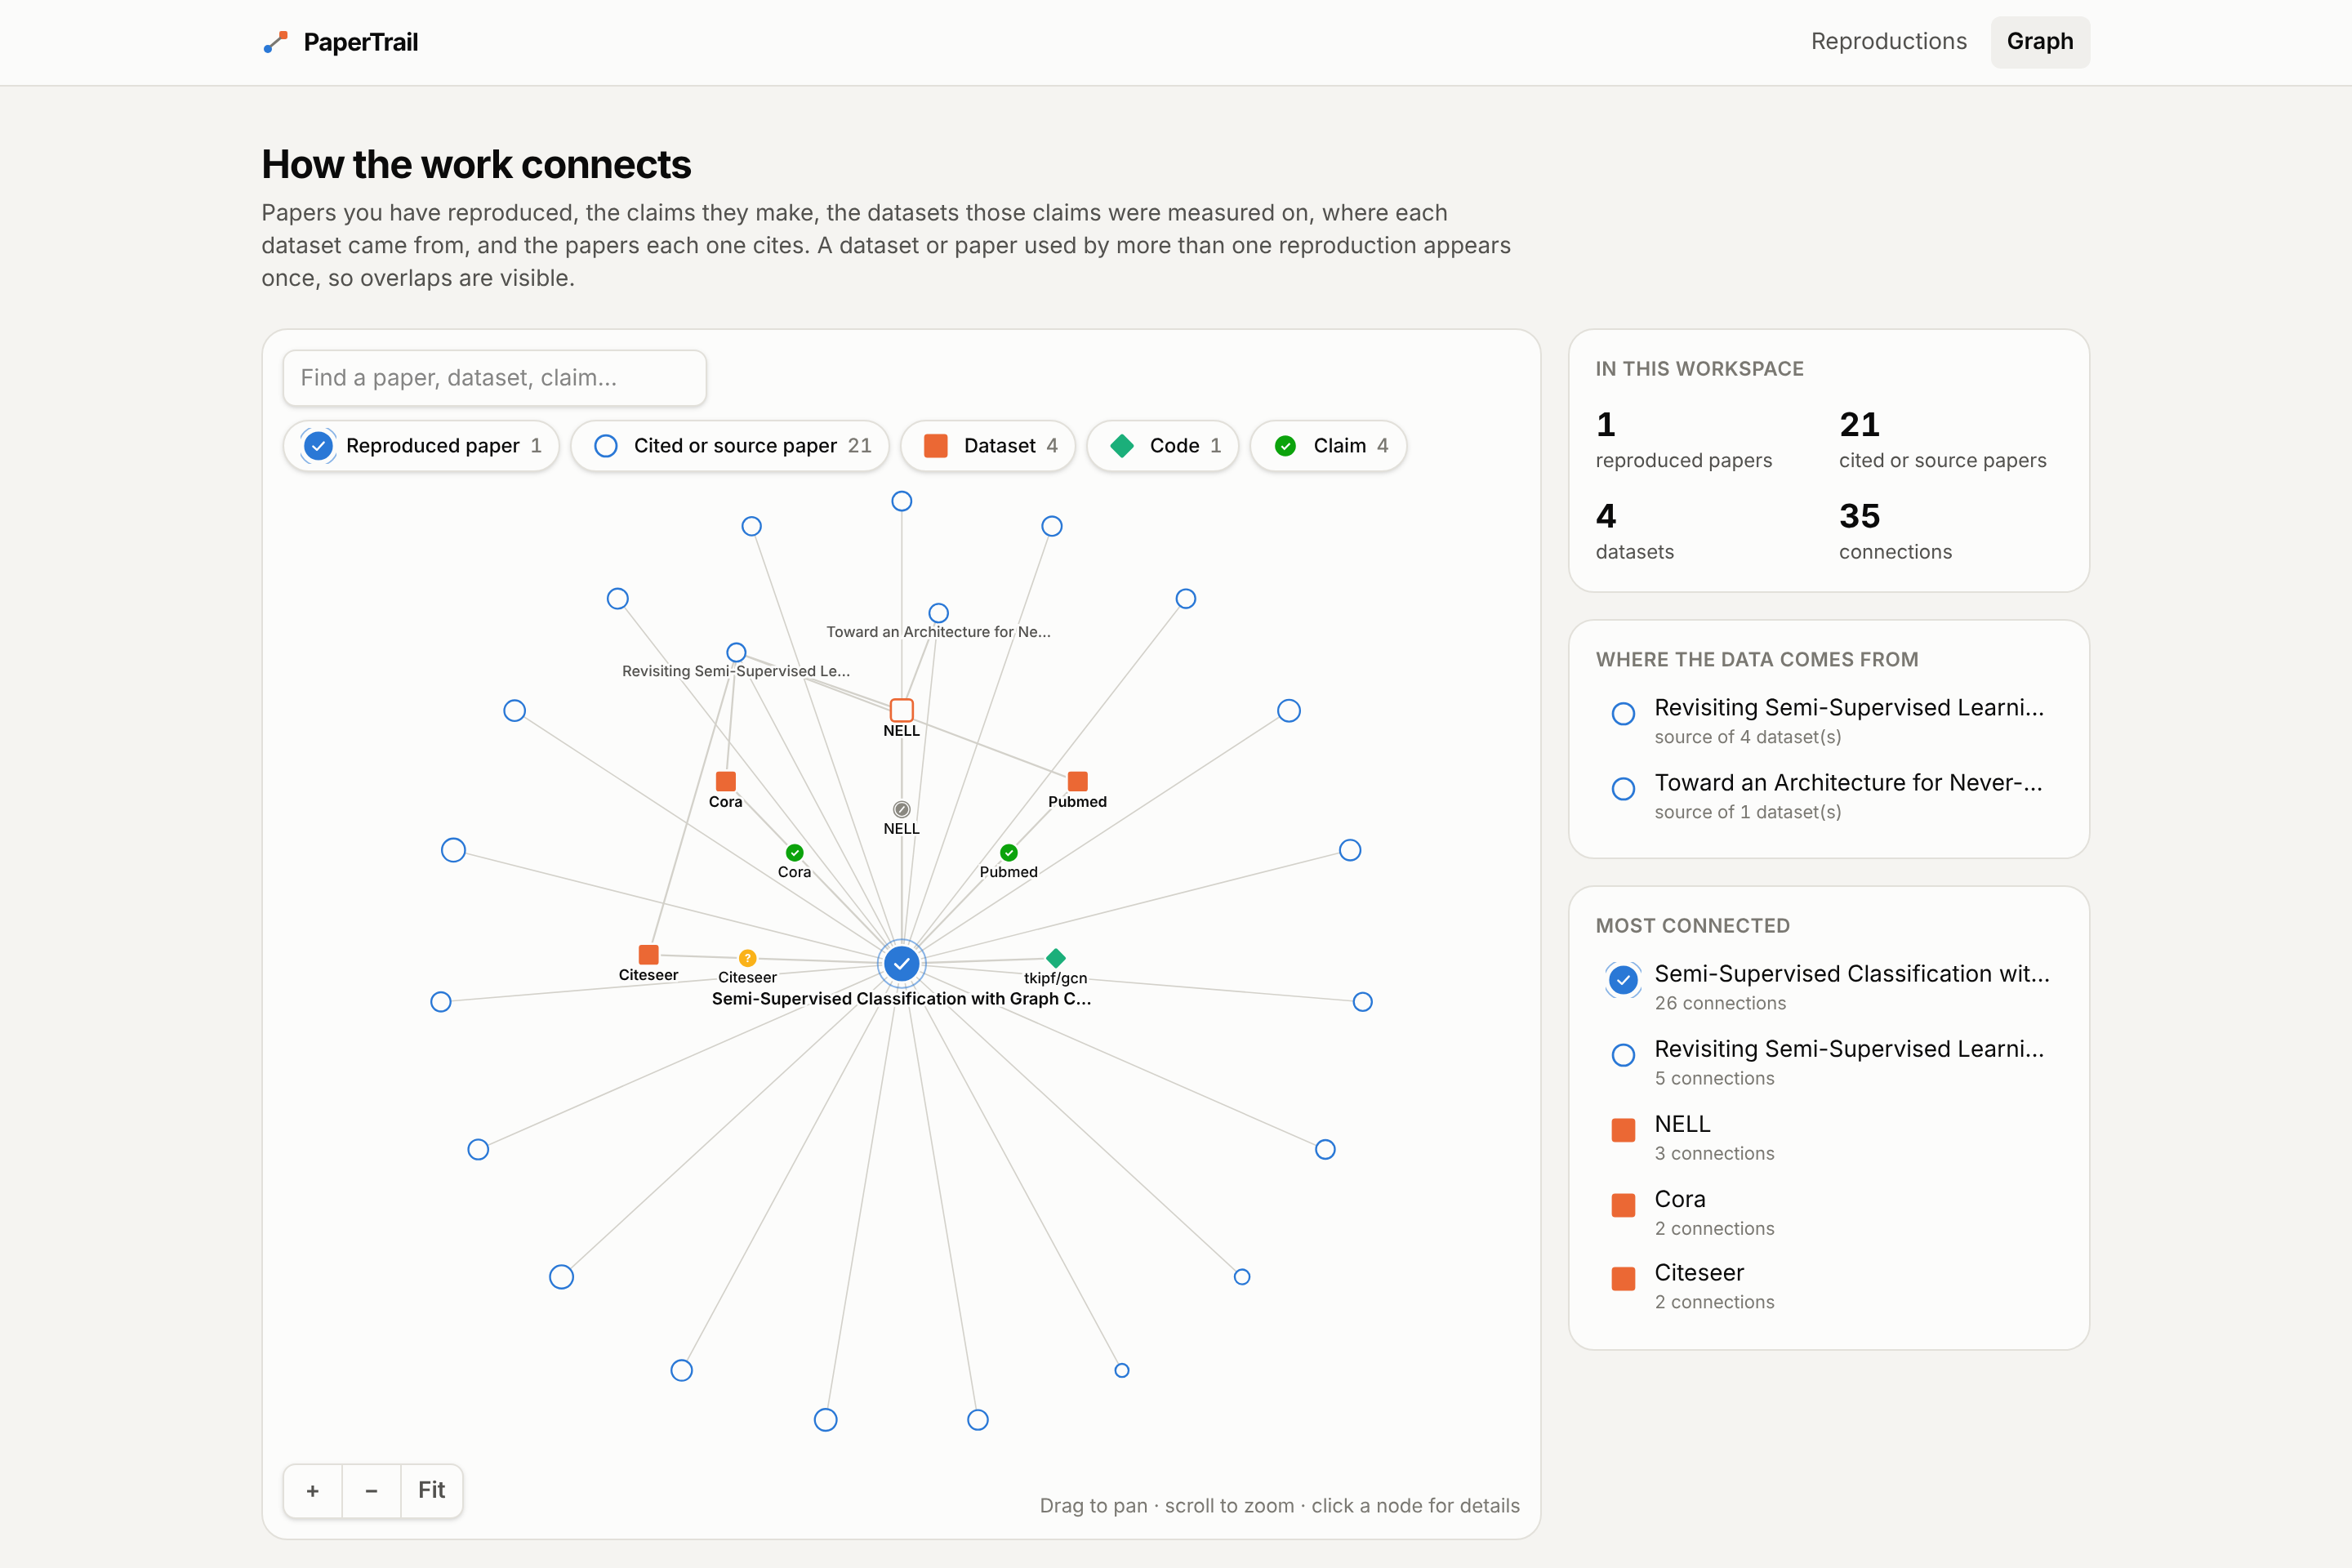 PaperTrail
Reproductions
Graph
How the work connects
Papers you have reproduced, the claims they make, the datasets those claims were measured on, where each
dataset came from, and the papers each one cites. A dataset or paper used by more than one reproduction appears
once, so overlaps are visible.
Find a paper, dataset, claim...
Reproduced paper 1
Cited or source paper 21
Dataset 4
Code 1
Claim 4
Toward an Architecture for Ne...
Revisiting Semi-Supervised Le...
NELL
Cora
Pubmed
NELL
Cora
Pubmed
Citeseer
Citeseer
tkipf/gcn
Semi-Supervised Classification with Graph C...
+
−
Fit
Drag to pan · scroll to zoom · click a node for details
IN THIS WORKSPACE
1
reproduced papers
21
cited or source papers
4
datasets
35
connections
WHERE THE DATA COMES FROM
Revisiting Semi-Supervised Learni...
source of 4 dataset(s)
Toward an Architecture for Never-...
source of 1 dataset(s)
MOST CONNECTED
Semi-Supervised Classification wit...
26 connections
Revisiting Semi-Supervised Learni...
5 connections
NELL
3 connections
Cora
2 connections
Citeseer
2 connections